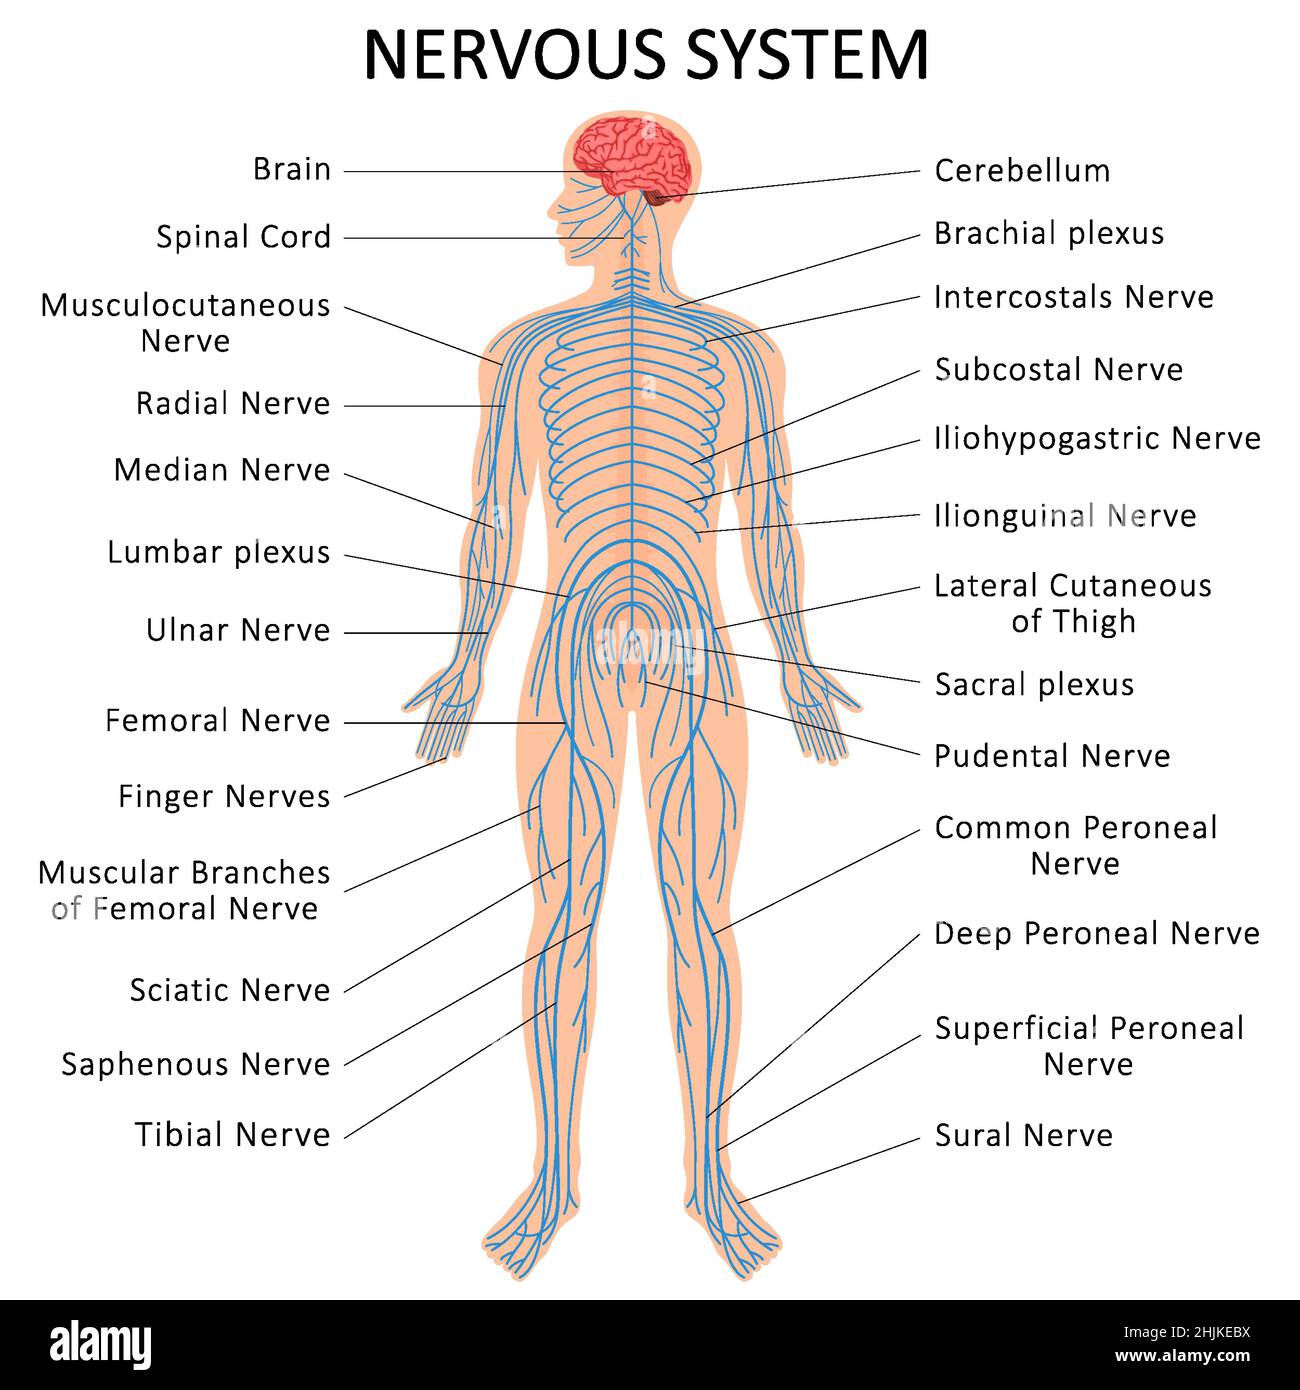 NERVOUS SYSTEM
Brain
Spinal Cord
Musculocutaneous
Nerve
Radial Nerve
Median Nerve
Lumbar plexus
Ulnar Nerve
Femoral Nerve
Finger Nerves
Muscular Branches
of Femoral Nerve
Sciatic Nerve
Saphenous Nerve
Tibial Nerve
Cerebellum
Brachial plexus
Intercostals Nerve
Subcostal Nerve
Iliohypogastric Nerve
Ilionguinal Nerve
Lateral Cutaneous
of Thigh
Sacral plexus
Pudental Nerve
Common Peroneal
Nerve
Deep Peroneal Nerve
Superficial Peroneal
Nerve
Sural Nerve
a
a
a
alamy
alamy
Image ID: 2HJKEBX
www.alamy.com